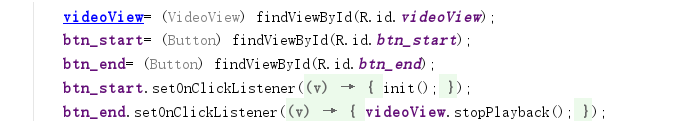 videoView= (VideoView) findViewById(R.id.videoView);
btn_start= (Button) findViewById(R.id.btn_start);
btn_end= (Button) findViewById(R.id.btn_end);
btn_start.setOnClickListener((v) → { init(); });
btn_end.setOnClickListener((v) → { videoView.stopPlayback(); });